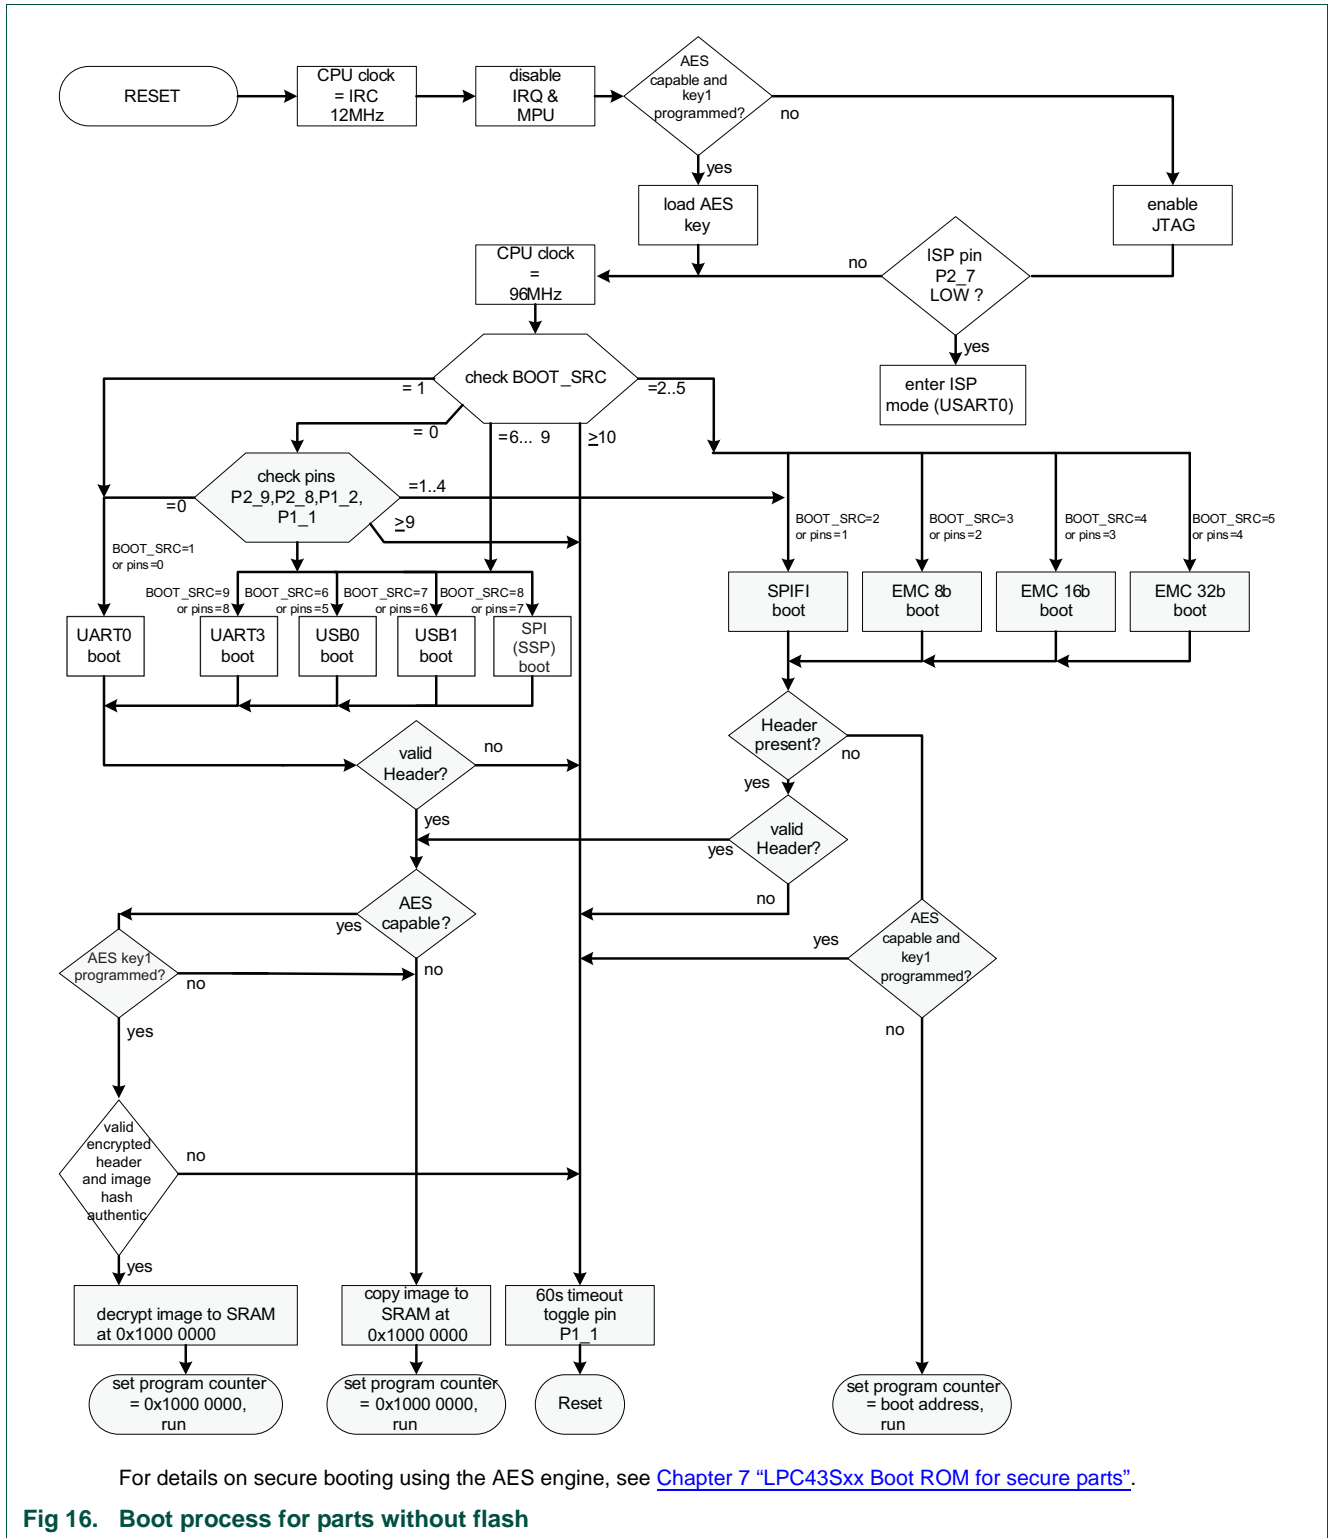 RESET
CPU clock
= IRC
12MHz
disable
IRQ &
MPU
AES
capable and
key1
programmed?
no
yes
load AES
key
enable
JTAG
ISP pin
P2_7
LOW ?
no
yes
enter ISP
mode (USART0)
CPU clock
=
96MHz
check BOOT_SRC
= 1
= 0
=6... 9
≥10
=2..5
check pins
P2_9,P2_8,P1_2,
P1_1
=0
=1..4
≥9
BOOT_SRC=1
or pins=0
BOOT_SRC=9
or pins=8
BOOT_SRC=6
or pins=5
BOOT_SRC=7
or pins=6
BOOT_SRC=8
or pins=7
BOOT_SRC=2
or pins=1
BOOT_SRC=3
or pins=2
BOOT_SRC=4
or pins=3
BOOT_SRC=5
or pins=4
UART0
boot
UART3
boot
USB0
boot
USB1
boot
SPI
(SSP)
boot
SPIFI
boot
EMC 8b
boot
EMC 16b
boot
EMC 32b
boot
Header
present?
no
yes
valid
Header?
no
yes
valid
Header?
yes
no
AES
capable?
yes
no
AES key1
programmed?
no
yes
AES
capable and
key1
programmed?
yes
no
valid
encrypted
header
and image
hash
authentic
no
yes
decrypt image to SRAM
at 0x1000 0000
copy image to
SRAM at
0x1000 0000
60s timeout
toggle pin
P1_1
set program counter
= 0x1000 0000,
run
set program counter
= 0x1000 0000,
run
Reset
set program counter
= boot address,
run
For details on secure booting using the AES engine, see Chapter 7 “LPC43Sxx Boot ROM for secure parts”.
Fig 16. Boot process for parts without flash